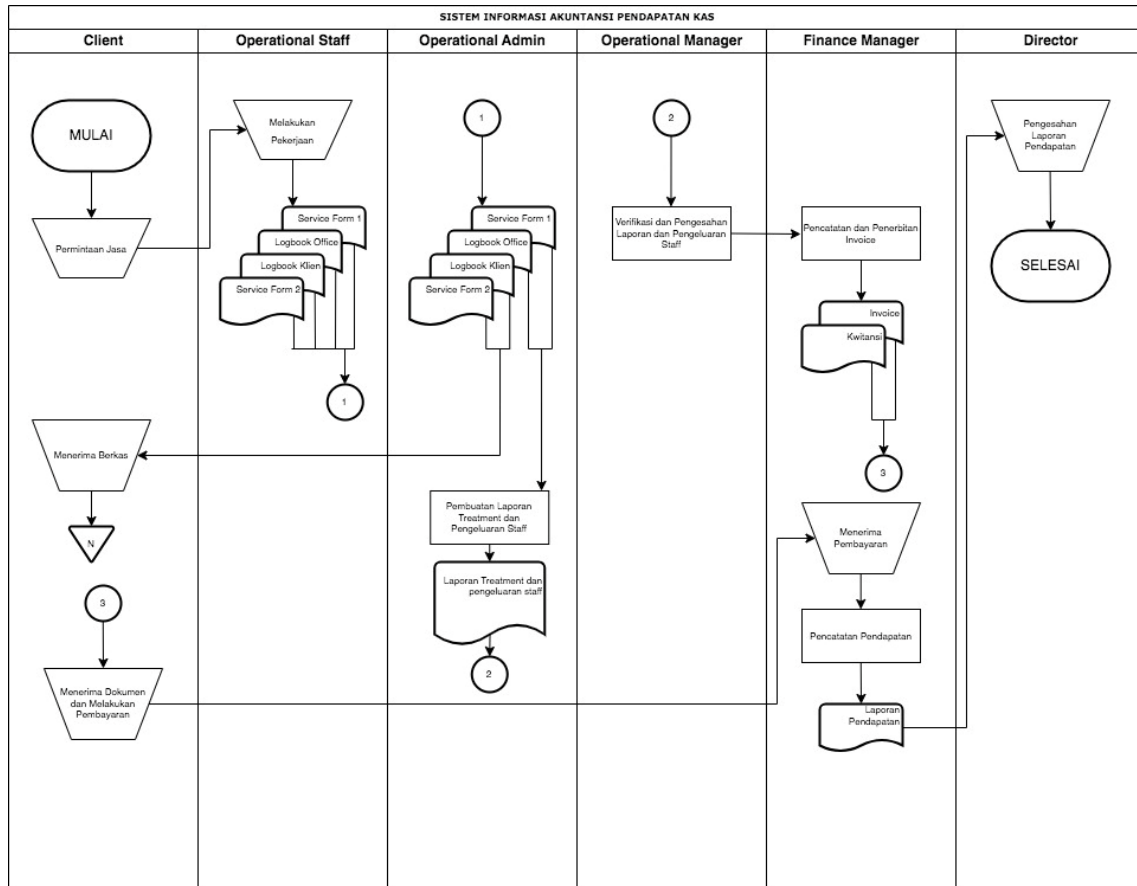 SISTEM INFORMASI AKUNTANSI PENDAPATAN KAS
Client
Operational Staff
Operational Admin
Operational Manager
Finance Manager
Director
MULAI
Permintaan Jasa
Menerima Berkas
N
3
Menerima Dokumen
dan Melakukan
Pembayaran
Melakukan
Pekerjaan
Service Form 1
Logbook Office
Logbook Klien
Service Form 2
1
1
Service Form 1
Logbook Office
Logbook Klien
Service Form 2
Pembuatan Laporan
Treatment dan
Pengeluaran Staff
Laporan Treatment dan
pengeluaran staff
2
2
Verifikasi dan Pengesahan
Laporan dan Pengeluaran
Staff
Pencatatan dan Penerbitan
Invoice
Invoice
Kwitansi
3
Menerima
Pembayaran
Pencatatan Pendapatan
Laporan
Pendapatan
Pengesahan
Laporan
Pendapatan
SELESAI